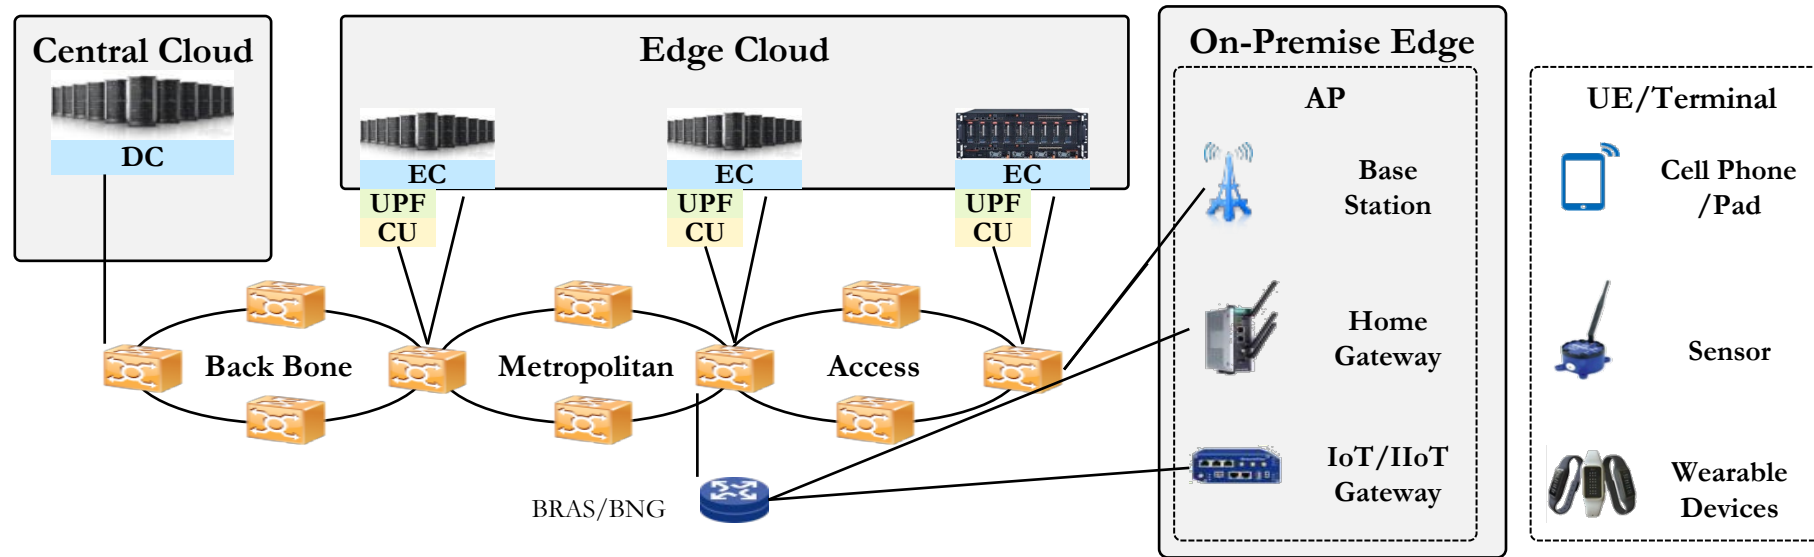 Central Cloud
DC
Edge Cloud
EC
UPF
CU
EC
UPF
CU
EC
UPF
CU
On-Premise Edge
AP
Base
Station
Home
Gateway
IoT/IIoT
Gateway
UE/Terminal
Cell Phone
/Pad
Sensor
Wearable
Devices
Back Bone
Metropolitan
Access
BRAS/BNG